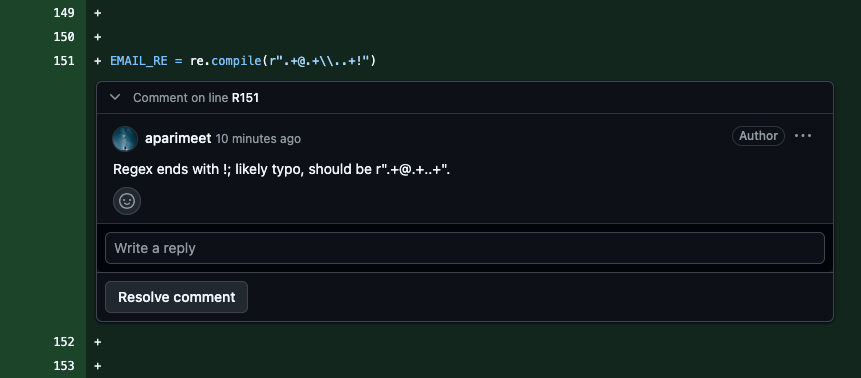 149 +
150 +
151 + EMAIL_RE = re.compile(r".+@.+\\..+!")
Comment on line R151
aparimeet 10 minutes ago Author
Regex ends with !; likely typo, should be r".+@.+..+".
Write a reply
Resolve comment
152 +
153 +